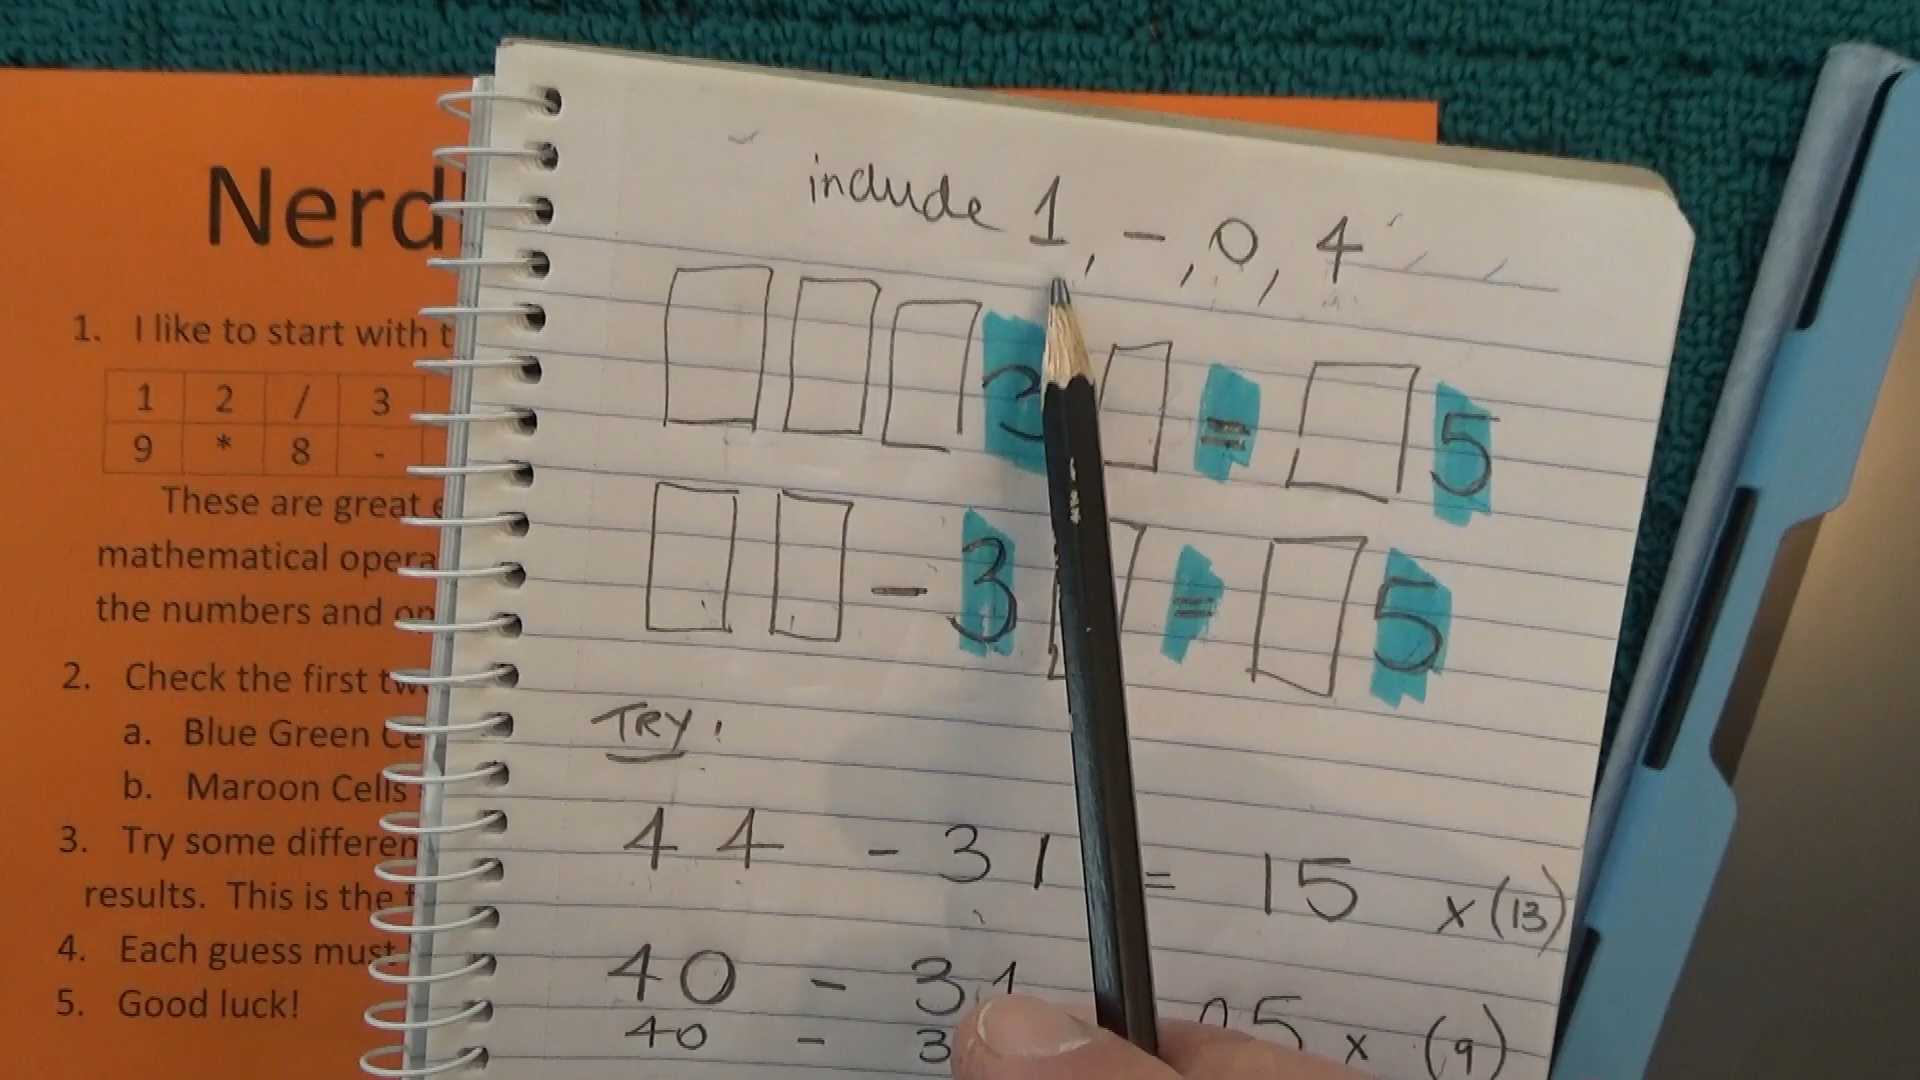 Nerd
1. I like to start with t
1 2 / 3
9 * 8 -
These are great e
mathematical opera
the numbers and on
2. Check the first tw
a. Blue Green Ce
b. Maroon Cells
3. Try some differen
results. This is the f
4. Each guess must
5. Good luck!
include 1, -, 0, 4
3 = 5
- 3 = 5
TRY:
44 - 31 = 15 x (13)
40 - 31 05 x (9)
40 - 3